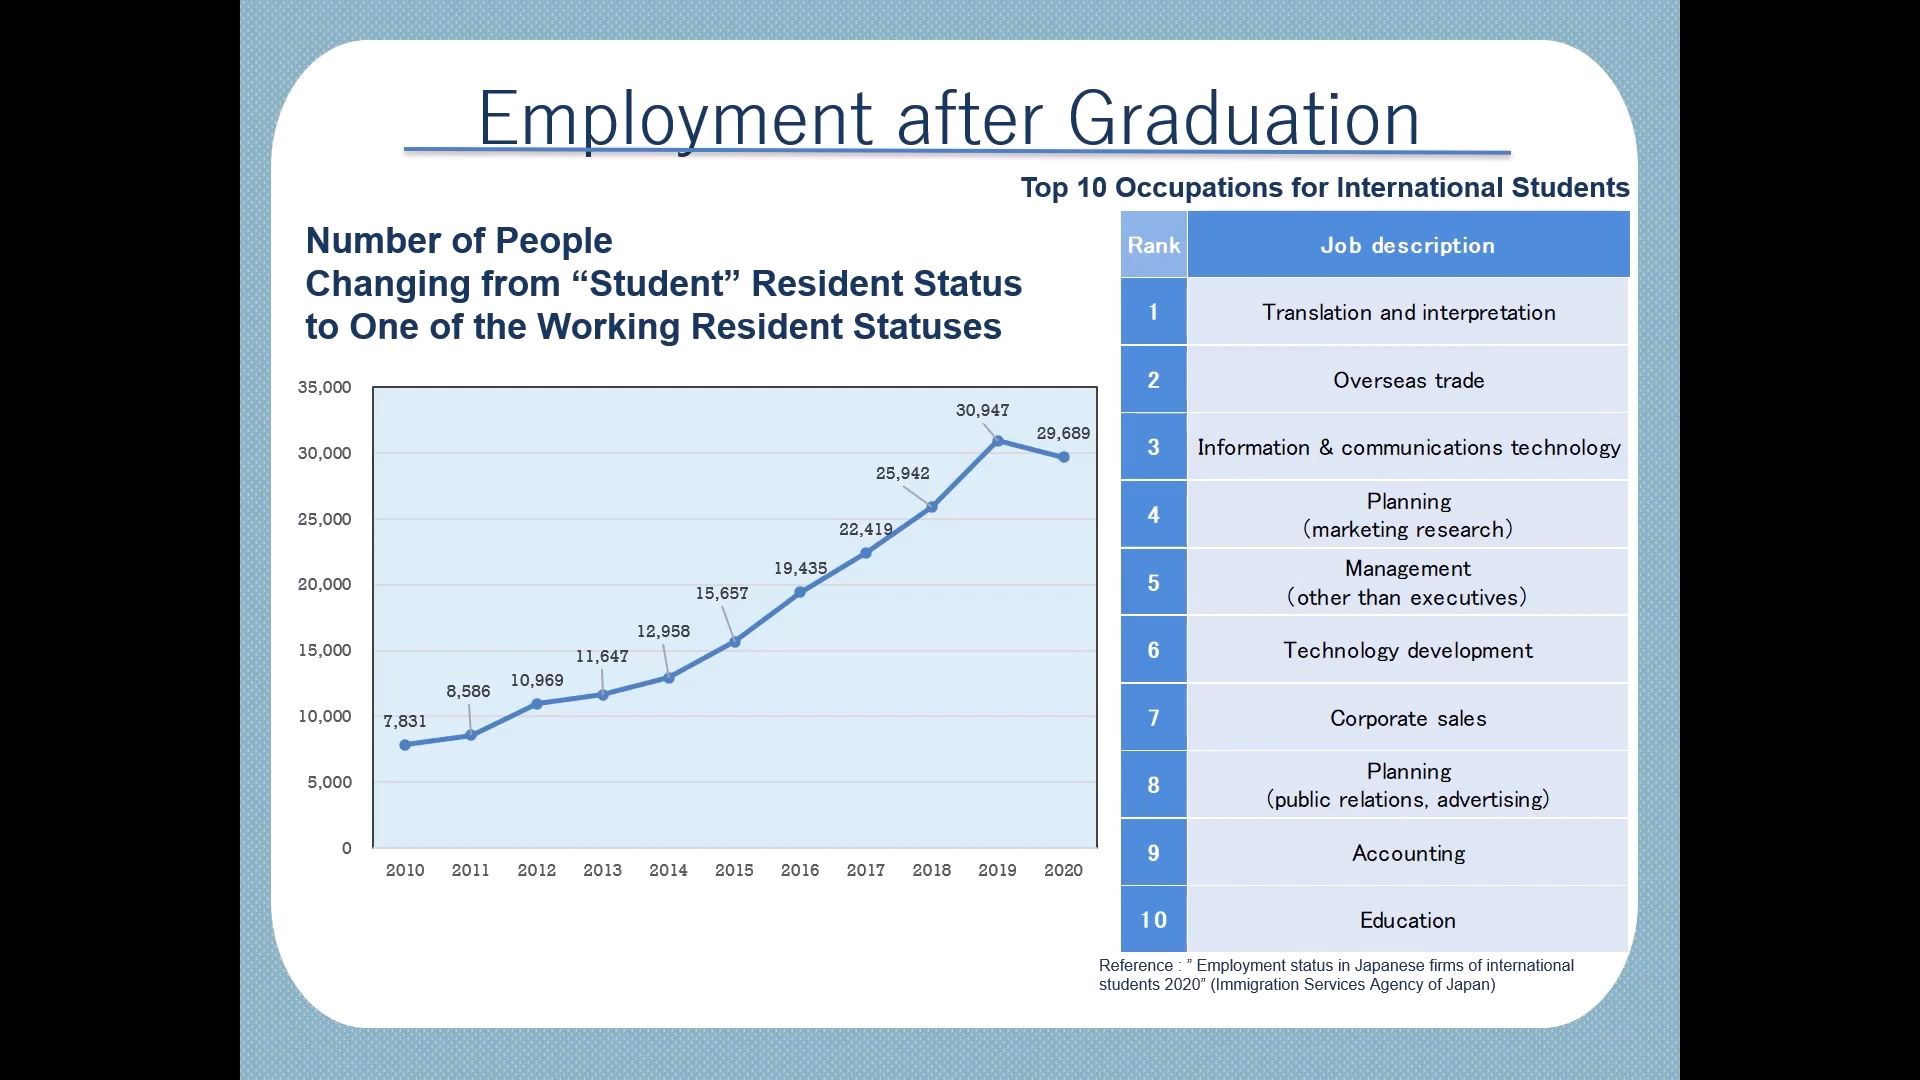 Employment after Graduation
Number of People
Changing from “Student” Resident Status
to One of the Working Resident Statuses
35,000
30,000
25,000
20,000
15,000
10,000
5,000
0
7,831
8,586
10,969
11,647
12,958
15,657
19,435
22,419
25,942
30,947
29,689
2010 2011 2012 2013 2014 2015 2016 2017 2018 2019 2020
Top 10 Occupations for International Students
Rank Job description
1 Translation and interpretation
2 Overseas trade
3 Information & communications technology
4 Planning
（marketing research）
5 Management
（other than executives）
6 Technology development
7 Corporate sales
8 Planning
（public relations, advertising）
9 Accounting
10 Education
Reference : ” Employment status in Japanese firms of international
students 2020” (Immigration Services Agency of Japan)